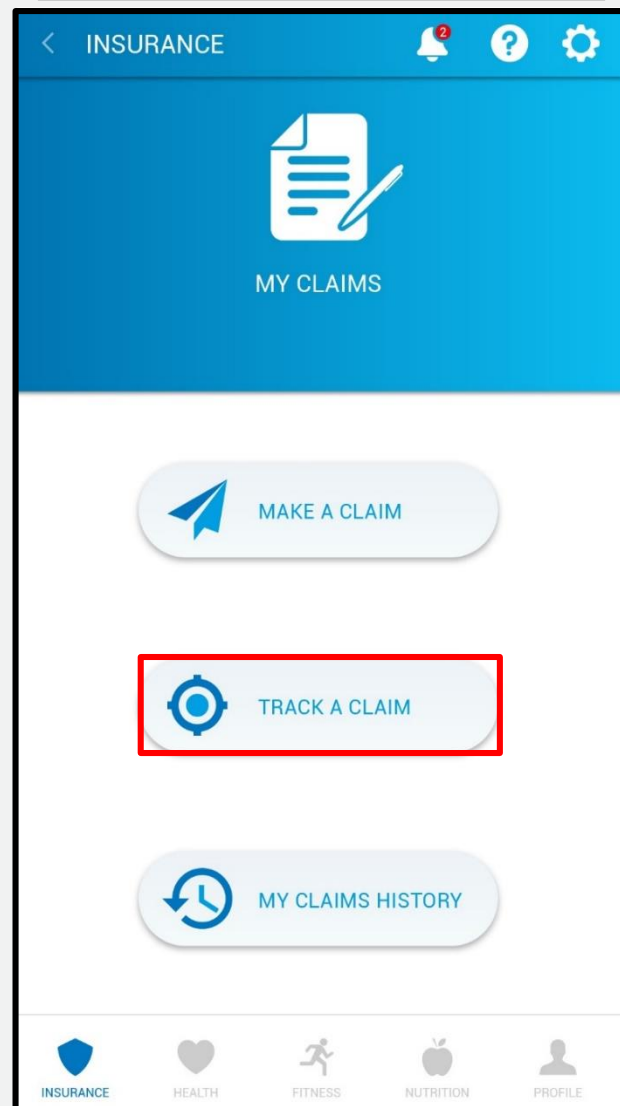 INSURANCE
2
?
MY CLAIMS
MAKE A CLAIM
TRACK A CLAIM
MY CLAIMS HISTORY
INSURANCE HEALTH FITNESS NUTRITION PROFILE